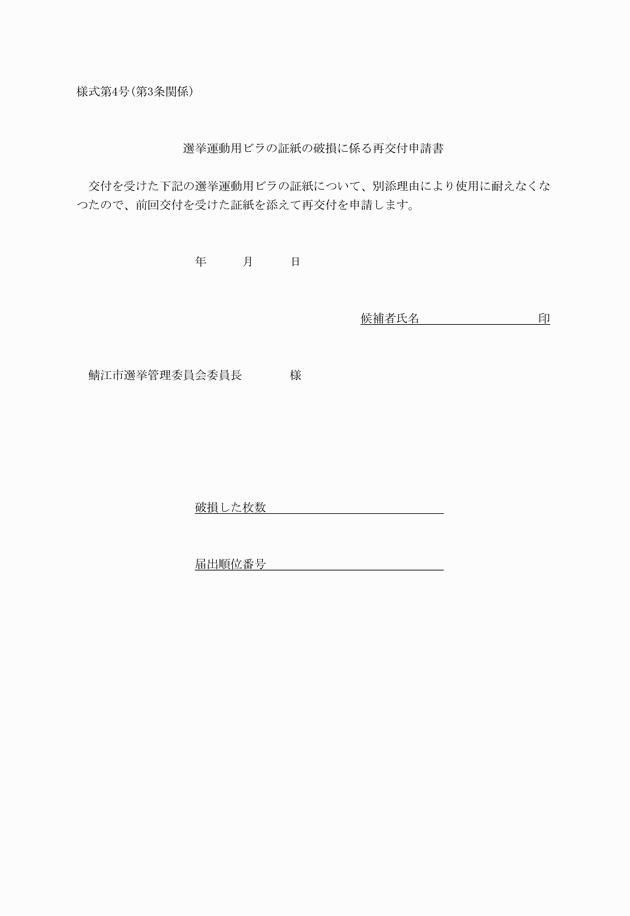 様式第4号(第3条関係)
選挙運動用ビラの証紙の破損に係る再交付申請書
交付を受けた下記の選挙運動用ビラの証紙について、別添理由により使用に耐えなくな
つたので、前回交付を受けた証紙を添えて再交付を申請します。
年　　　月　　　日
候補者氏名　　　　　　　　　　印
鯖江市選挙管理委員会委員長　　　　様
破損した枚数
届出順位番号